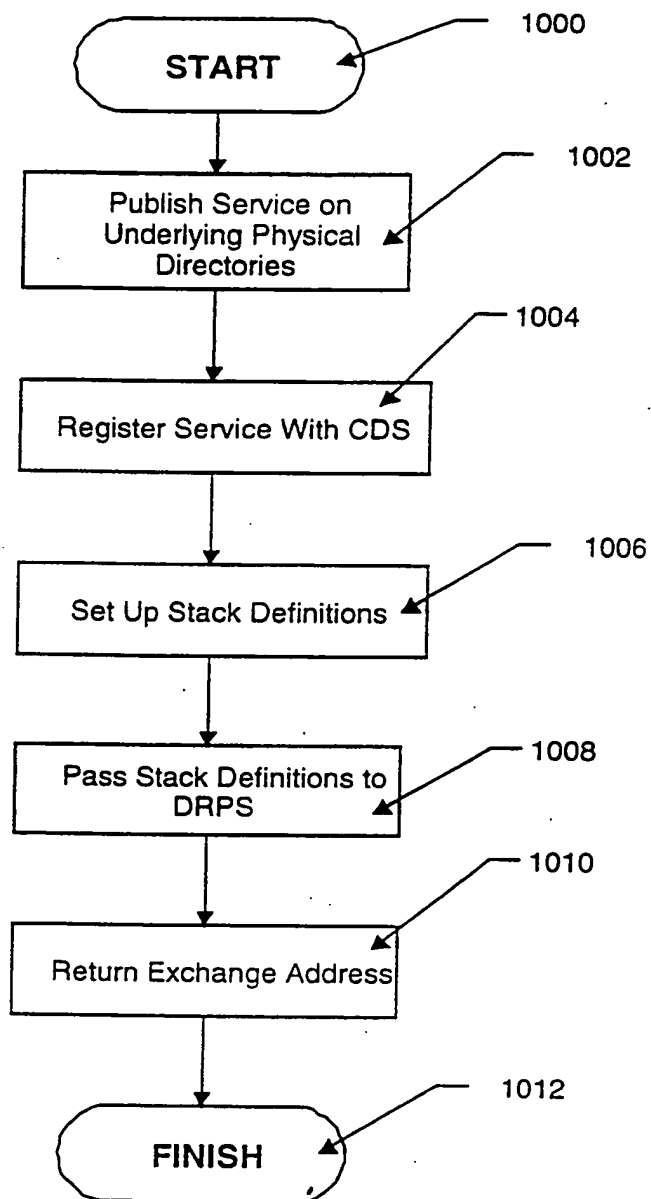 1000
START
1002
Publish Service on
Underlying Physical
Directories
1004
Register Service With CDS
1006
Set Up Stack Definitions
1008
Pass Stack Definitions to
DRPS
1010
Return Exchange Address
1012
FINISH